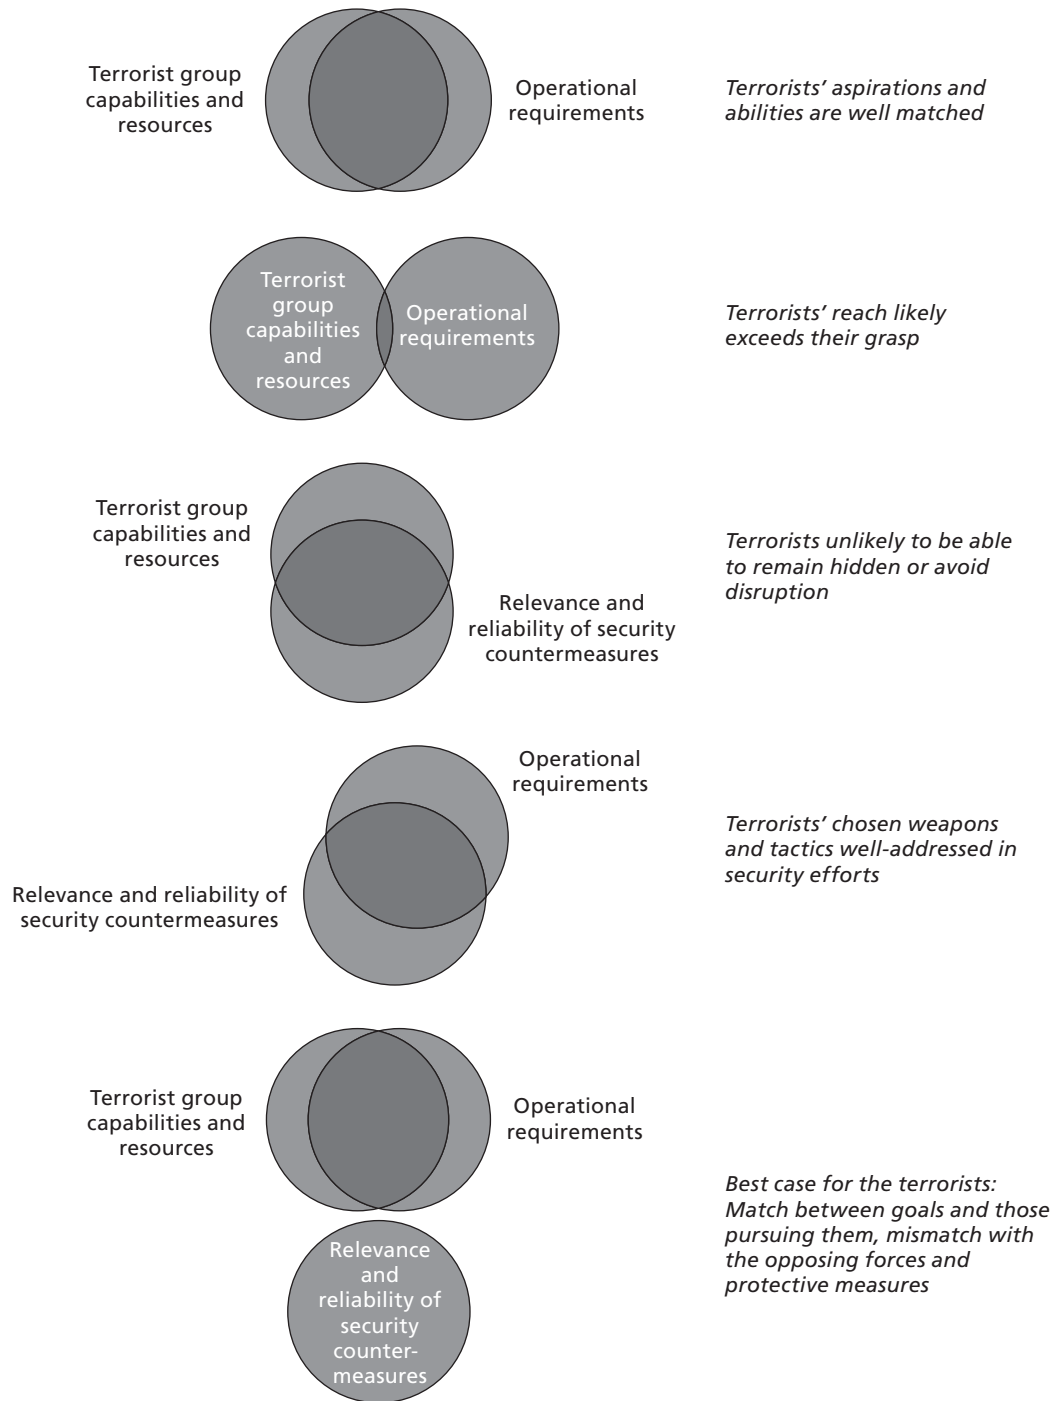 Terrorist group
capabilities and
resources
Operational
requirements
Terrorists’ aspirations and
abilities are well matched
Terrorist
group
capabilities
and
resources
Operational
requirements
Terrorists’ reach likely
exceeds their grasp
Terrorist group
capabilities and
resources
Relevance and
reliability of security
countermeasures
Terrorists unlikely to be able
to remain hidden or avoid
disruption
Operational
requirements
Relevance and reliability of
security countermeasures
Terrorists’ chosen weapons
and tactics well-addressed in
security efforts
Terrorist group
capabilities and
resources
Operational
requirements
Relevance
and
reliability of
security
counter-
measures
Best case for the terrorists:
Match between goals and those
pursuing them, mismatch with
the opposing forces and
protective measures